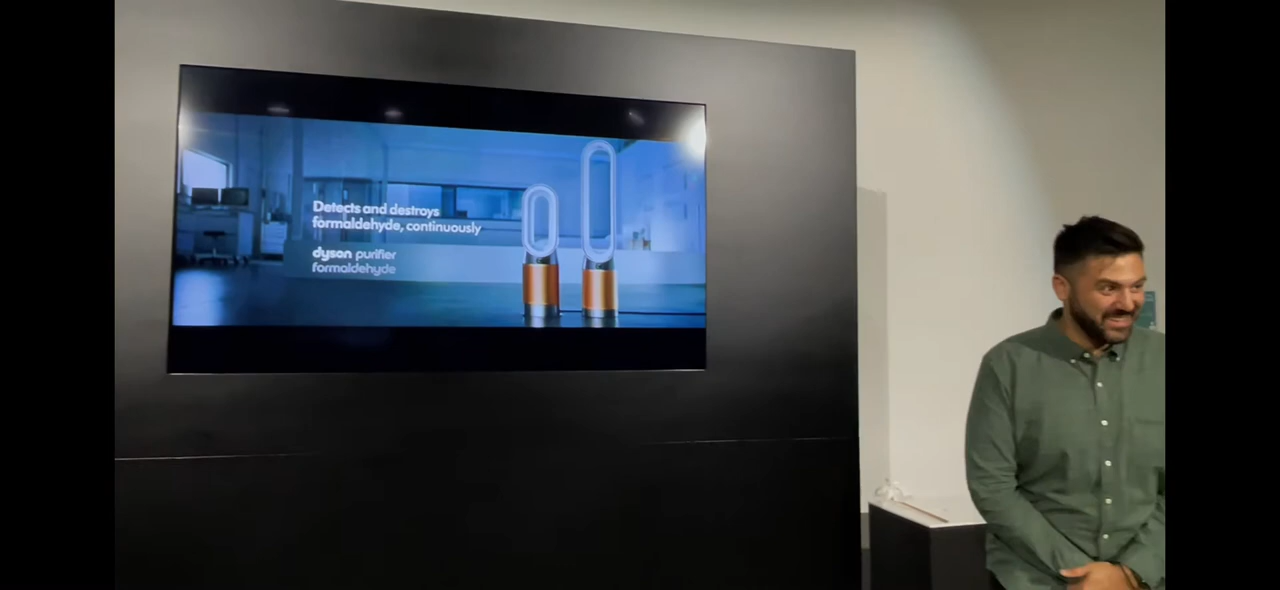 Detects and destroys
formaldehyde, continuously
dyson purifier
formaldehyde